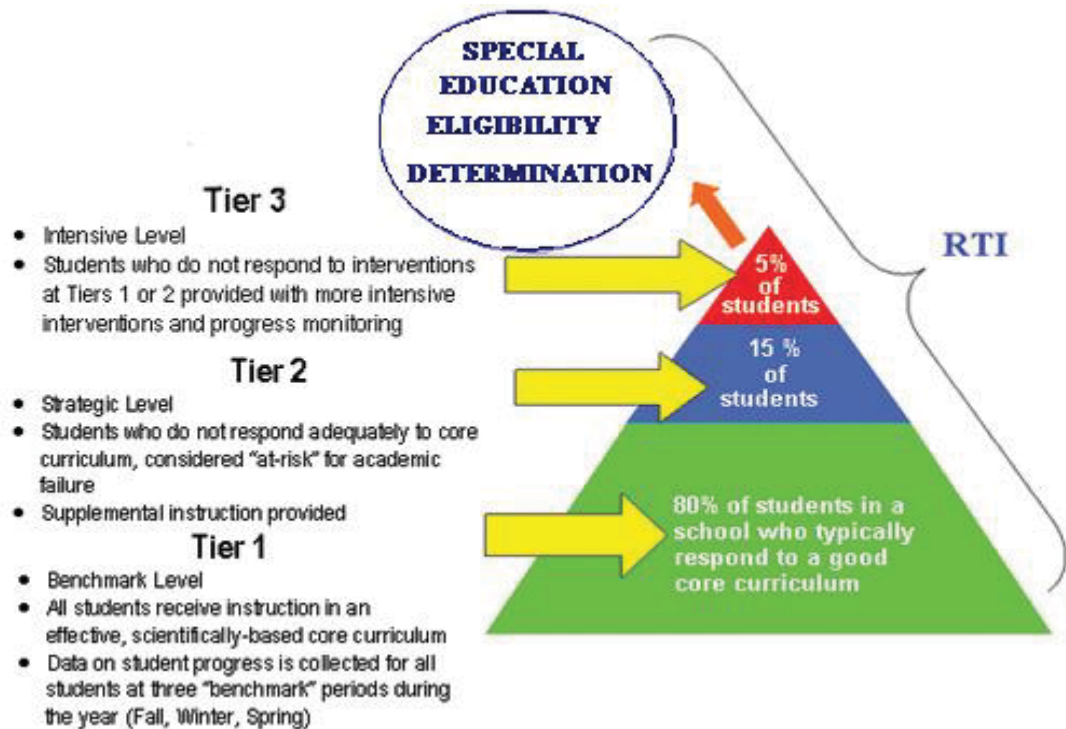 SPECIAL
EDUCATION
ELIGIBILITY
DETERMINATION
Tier 3
• Intensive Level
• Students who do not respond to interventions
at Tiers 1 or 2 provided with more intensive
interventions and progress monitoring
Tier 2
• Strategic Level
• Students who do not respond adequately to core
curriculum, considered “at-risk” for academic
failure
• Supplemental instruction provided
Tier 1
• Benchmark Level
• All students receive instruction in an
effective, scientifically-based core curriculum
• Data on student progress is collected for all
students at three “benchmark” periods during
the year (Fall, Winter, Spring)
5%
of
students
15 %
of
students
80% of students in a
school who typically
respond to a good
core curriculum
RTI